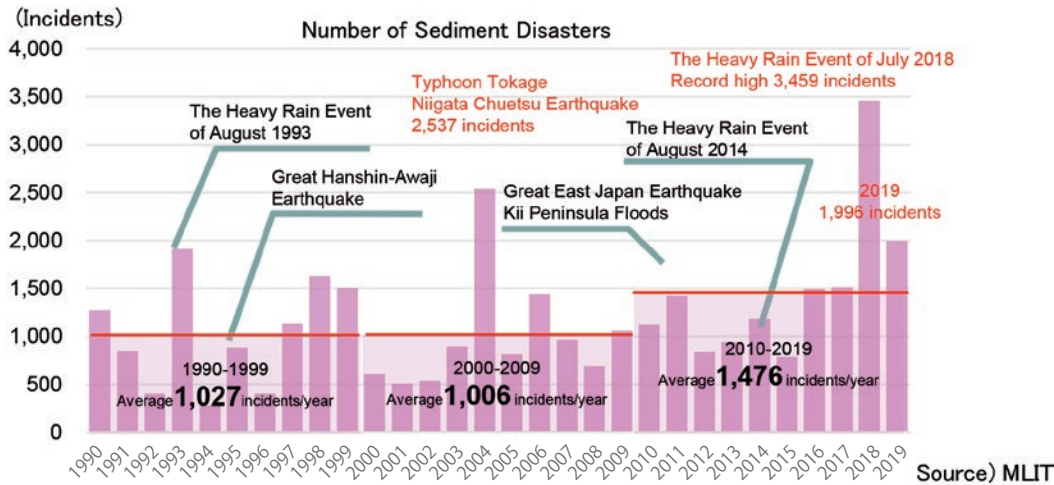 (Incidents)
Number of Sediment Disasters
4,000
3,500
3,000
2,500
2,000
1,500
1,000
500
0
The Heavy Rain Event
of August 1993
Great Hanshin-Awaji
Earthquake
Typhoon Tokage
Niigata Chuetsu Earthquake
2,537 incidents
Great East Japan Earthquake
Kii Peninsula Floods
The Heavy Rain Event of July 2018
Record high 3,459 incidents
The Heavy Rain Event
of August 2014
2019
1,996 incidents
1990-1999
Average 1,027 incidents/year
2000-2009
Average 1,006 incidents/year
2010-2019
Average 1,476 incidents/year
1990
1991
1992
1993
1994
1995
1996
1997
1998
1999
2000
2001
2002
2003
2004
2005
2006
2007
2008
2009
2010
2011
2012
2013
2014
2015
2016
2017
2018
2019
Source) MLIT